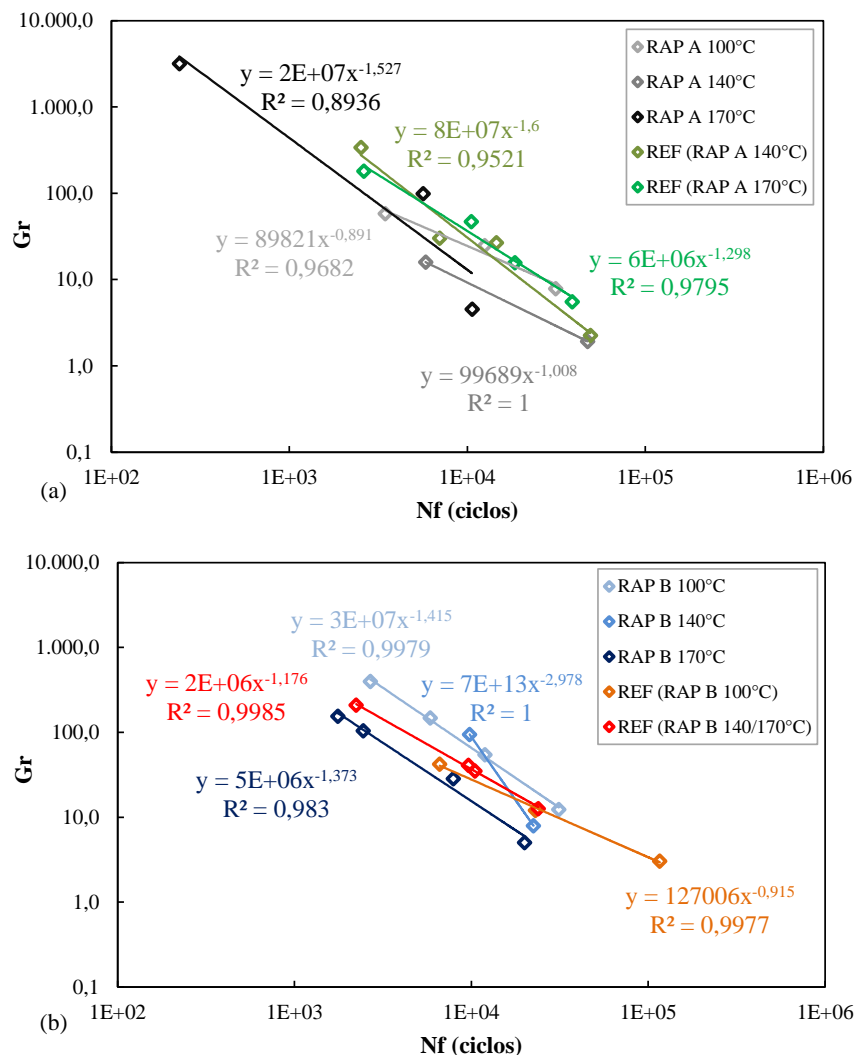 10.000,0
1.000,0
100,0
10,0
1,0
0,1
Gr
RAP A 100°C
RAP A 140°C
RAP A 170°C
REF (RAP A 140°C)
REF (RAP A 170°C)
y = 2E+07x^-1,527
R² = 0,8936
y = 8E+07x^-1,6
R² = 0,9521
y = 89821x^-0,891
R² = 0,9682
y = 6E+06x^-1,298
R² = 0,9795
y = 99689x^-1,008
R² = 1
1E+02 1E+03 1E+04 1E+05 1E+06
(a)
Nf (ciclos)
10.000,0
1.000,0
100,0
10,0
1,0
0,1
Gr
RAP B 100°C
RAP B 140°C
RAP B 170°C
REF (RAP B 100°C)
REF (RAP B 140/170°C)
y = 3E+07x^-1,415
R² = 0,9979
y = 2E+06x^-1,176
R² = 0,9985
y = 7E+13x^-2,978
R² = 1
y = 5E+06x^-1,373
R² = 0,983
y = 127006x^-0,915
R² = 0,9977
1E+02 1E+03 1E+04 1E+05 1E+06
(b)
Nf (ciclos)